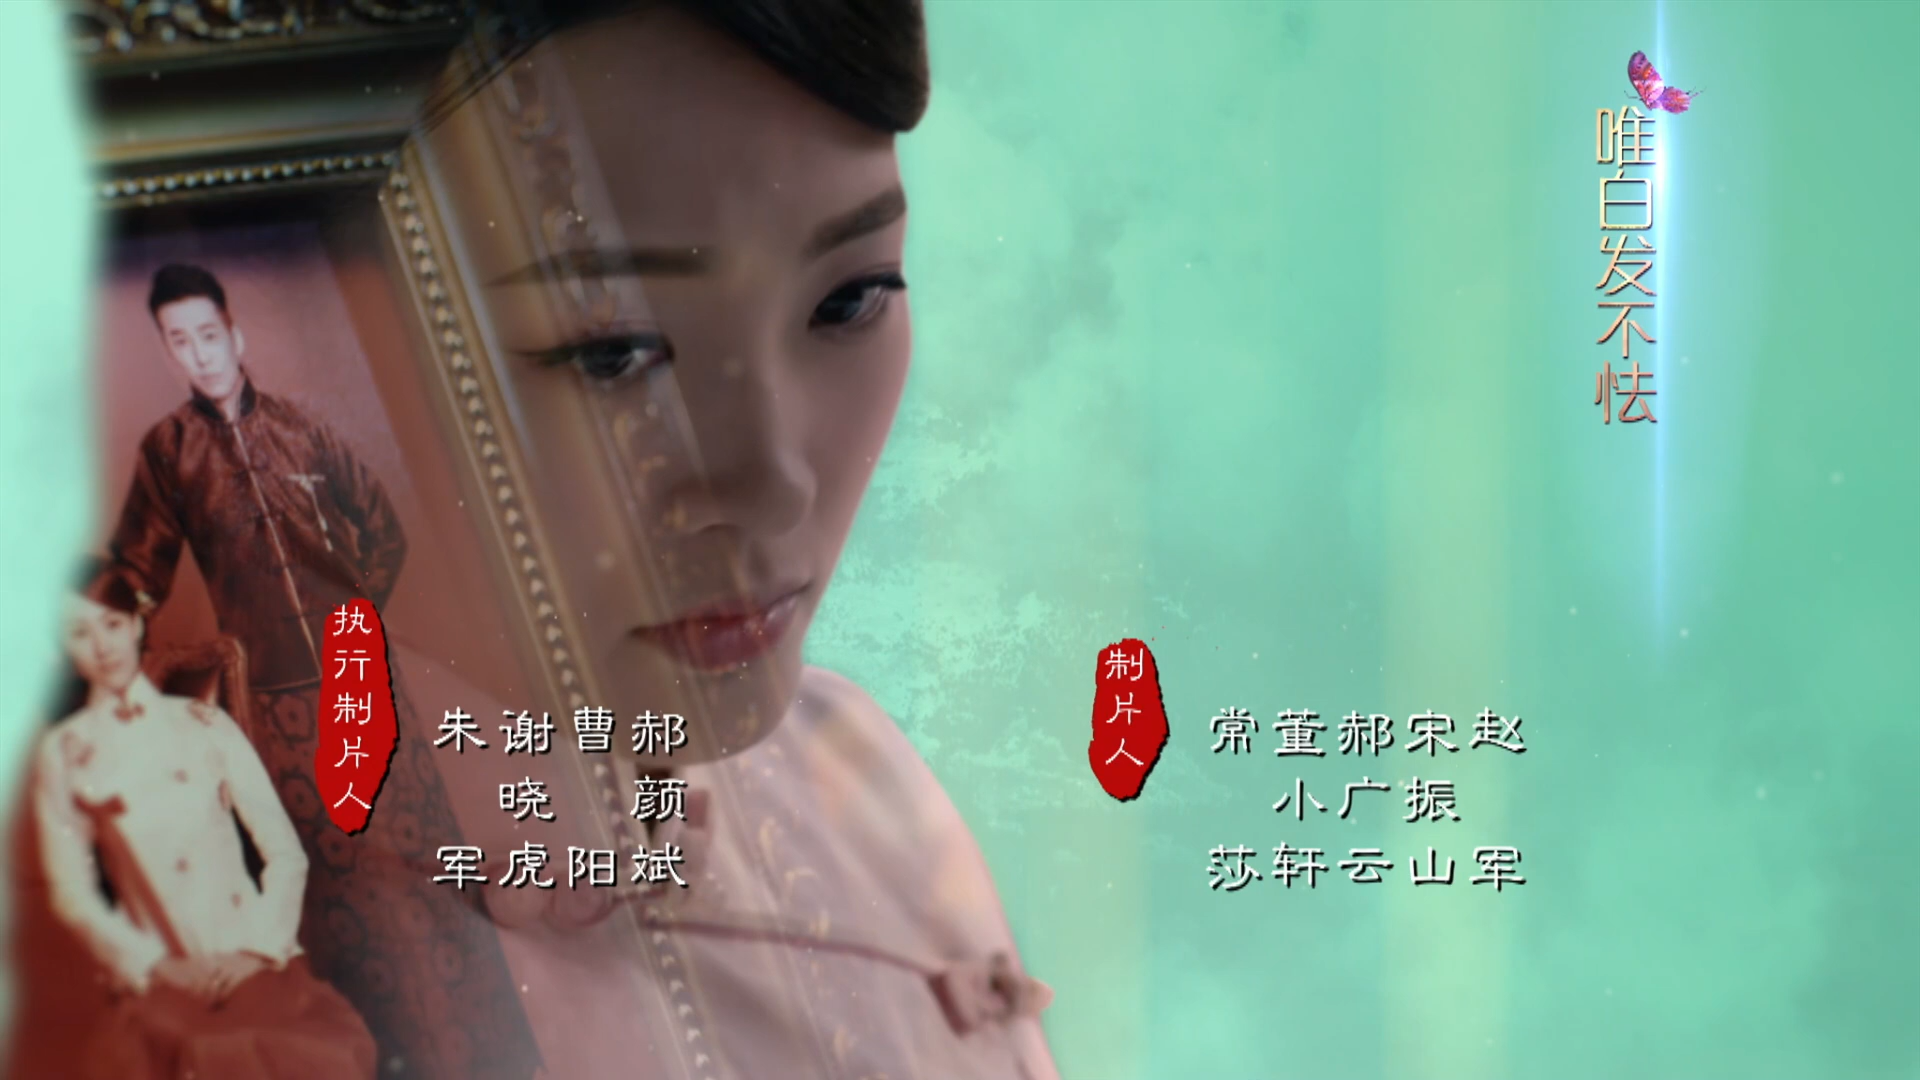 唯白发不怯
执行制片人
朱军
谢晓虎
曹阳
郝颜斌
制片人
常莎
董小轩
郝广云
宋振山
赵军